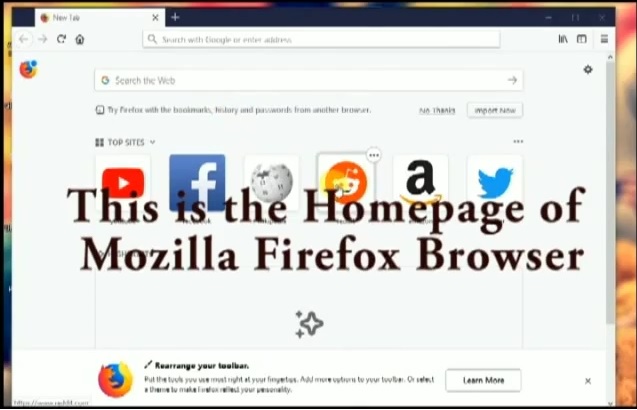 New Tab
Search with Google or enter address
Search the Web
Try Firefox with the bookmarks, history and passwords from another browser.
No Thanks
Import Now
TOP SITES
This is the Homepage of
Mozilla Firefox Browser
Rearrange your toolbar.
Put the tools you use most right at your fingertips. Add more options to your toolbar. Or select
a theme to make Firefox reflect your personality.
Learn More
https://www.reddit.com